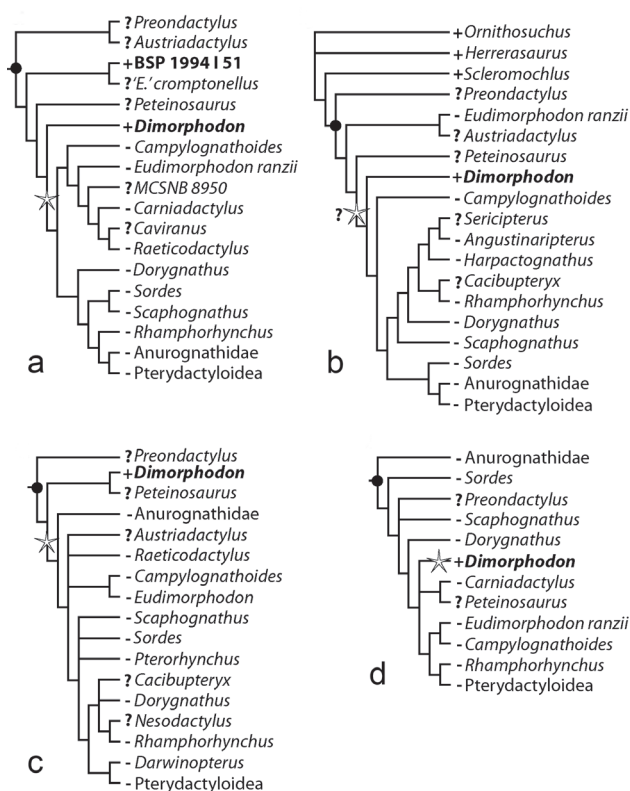 ? Preondactylus
? Austriadactylus
+ BSP 1994 I 51
? 'E.' cromptonellus
? Peteinosaurus
+ Dimorphodon
- Campylognathoides
- Eudimorphodon ranzii
? MCSNB 8950
- Carniadactylus
? Caviranus
- Raeticodactylus
- Dorygnathus
- Sordes
- Scaphognathus
- Rhamphorhynchus
- Anurognathidae
- Pterydactyloidea
a
+ Ornithosuchus
+ Herrerasaurus
+ Scleromochlus
? Preondactylus
- Eudimorphodon ranzii
? Austriadactylus
? Peteinosaurus
+ Dimorphodon
- Campylognathoides
?
? Sericipterus
- Angustinaripterus
- Harpactognathus
? Cacibupteryx
- Rhamphorhynchus
- Dorygnathus
- Scaphognathus
- Sordes
- Anurognathidae
- Pterydactyloidea
b
? Preondactylus
+ Dimorphodon
? Peteinosaurus
- Anurognathidae
? Austriadactylus
- Raeticodactylus
- Campylognathoides
- Eudimorphodon
- Scaphognathus
- Sordes
- Pterorhynchus
? Cacibupteryx
- Dorygnathus
? Nesodactylus
- Rhamphorhynchus
- Darwinopterus
- Pterydactyloidea
c
- Anurognathidae
- Sordes
? Preondactylus
- Scaphognathus
- Dorygnathus
+ Dimorphodon
- Carniadactylus
? Peteinosaurus
- Eudimorphodon ranzii
- Campylognathoides
- Rhamphorhynchus
- Pterydactyloidea
d